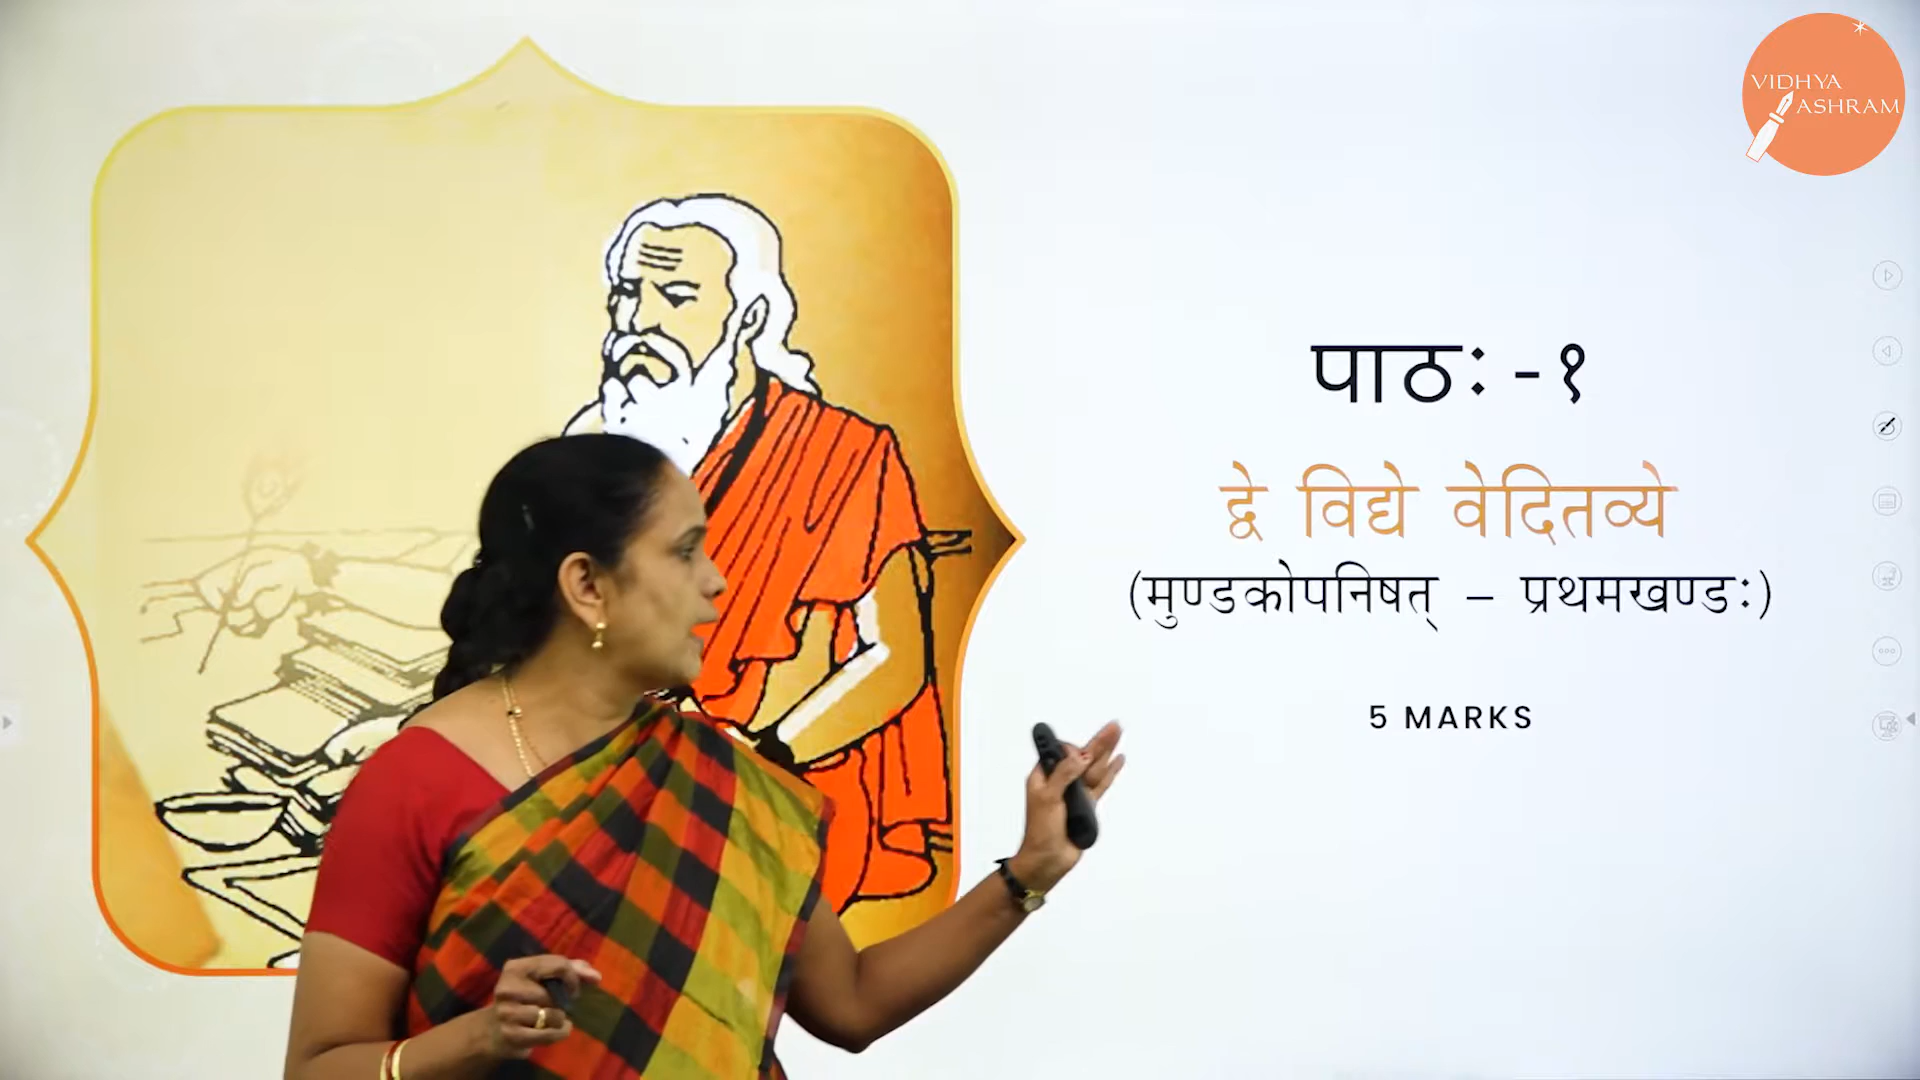 VIDHYA
ASHRAM
पाठः -१
द्वे विद्ये वेदितव्ये
(मुण्डकोपनिषत् – प्रथमखण्डः)
5 MARKS